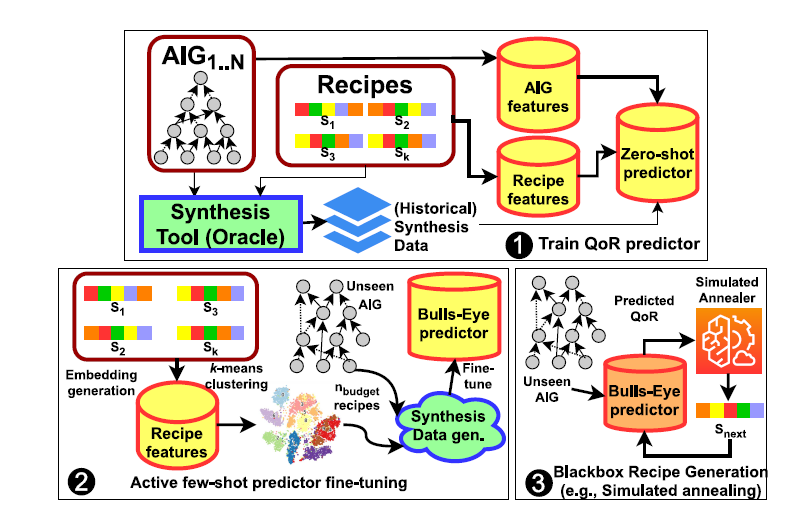 AIG1..N
Recipes
S1
S2
S3
Sk
AIG
features
Recipe
features
Zero-shot
predictor
Synthesis
Tool (Oracle)
(Historical)
Synthesis
Data
1 Train QoR predictor
S1
S3
S2
Sk
Embedding
generation
k-means
clustering
Recipe
features
Unseen
AIG
nbudget
recipes
Bulls-Eye
predictor
Fine-
tune
Synthesis
Data gen.
2 Active few-shot predictor fine-tuning
Unseen
AIG
Predicted
QoR
Simulated
Annealer
Bulls-Eye
predictor
Snext
3 Blackbox Recipe Generation
(e.g., Simulated annealing)